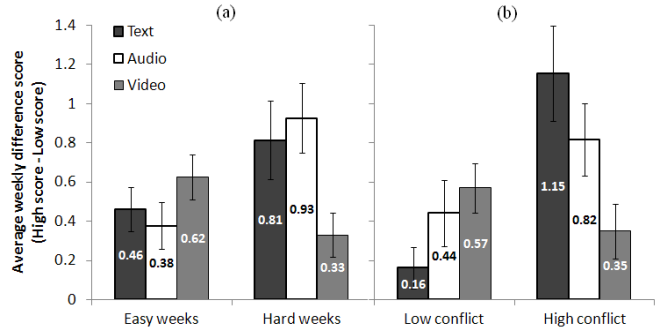 (a) (b)
Average weekly difference score
(High score - Low score)
1.4
1.2
1
0.8
0.6
0.4
0.2
0
Text
Audio
Video
0.46 0.38 0.62 0.81 0.93 0.33 0.16 0.44 0.57 1.15 0.82 0.35
Easy weeks Hard weeks Low conflict High conflict